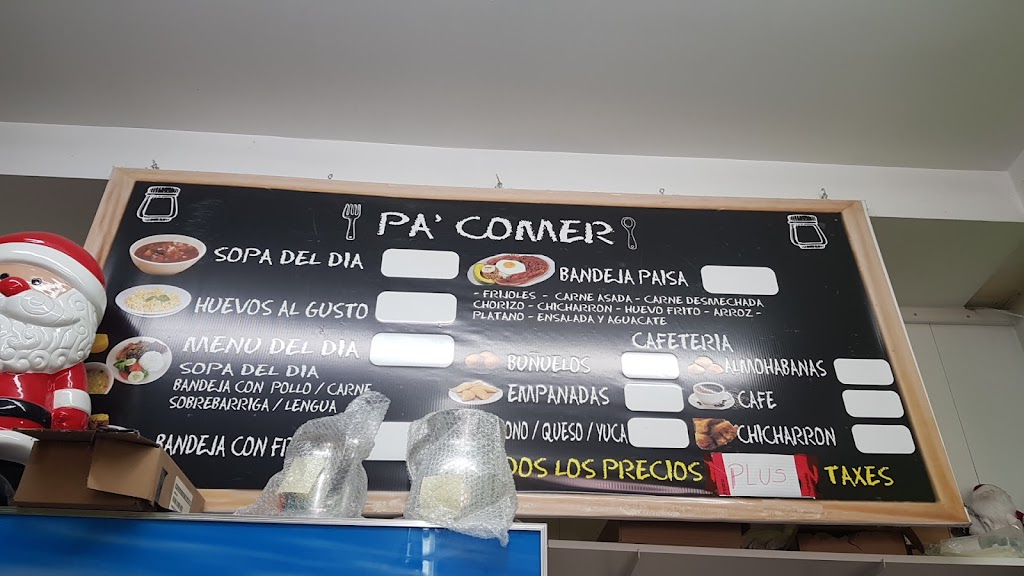 PA' COMER
SOPA DEL DIA
HUEVOS AL GUSTO
MENU DEL DIA
SOPA DEL DIA
BANDEJA CON POLLO / CARNE
SOBREBARRIGA / LENGUA
BANDEJA CON
BANDEJA PAISA
- FRIJOLES - CARNE ASADA - CARNE DESMECHADA
CHORIZO - CHICHARRON - HUEVO FRITO - ARROZ -
PLATANO - ENSALADA Y AGUACATE
CAFETERIA
BUÑUELOS
ALMOHABANAS
EMPANADAS
CAFE
ONO / QUESO / YUCA
CHICHARRON
DOS LOS PRECIOS PLUS TAXES